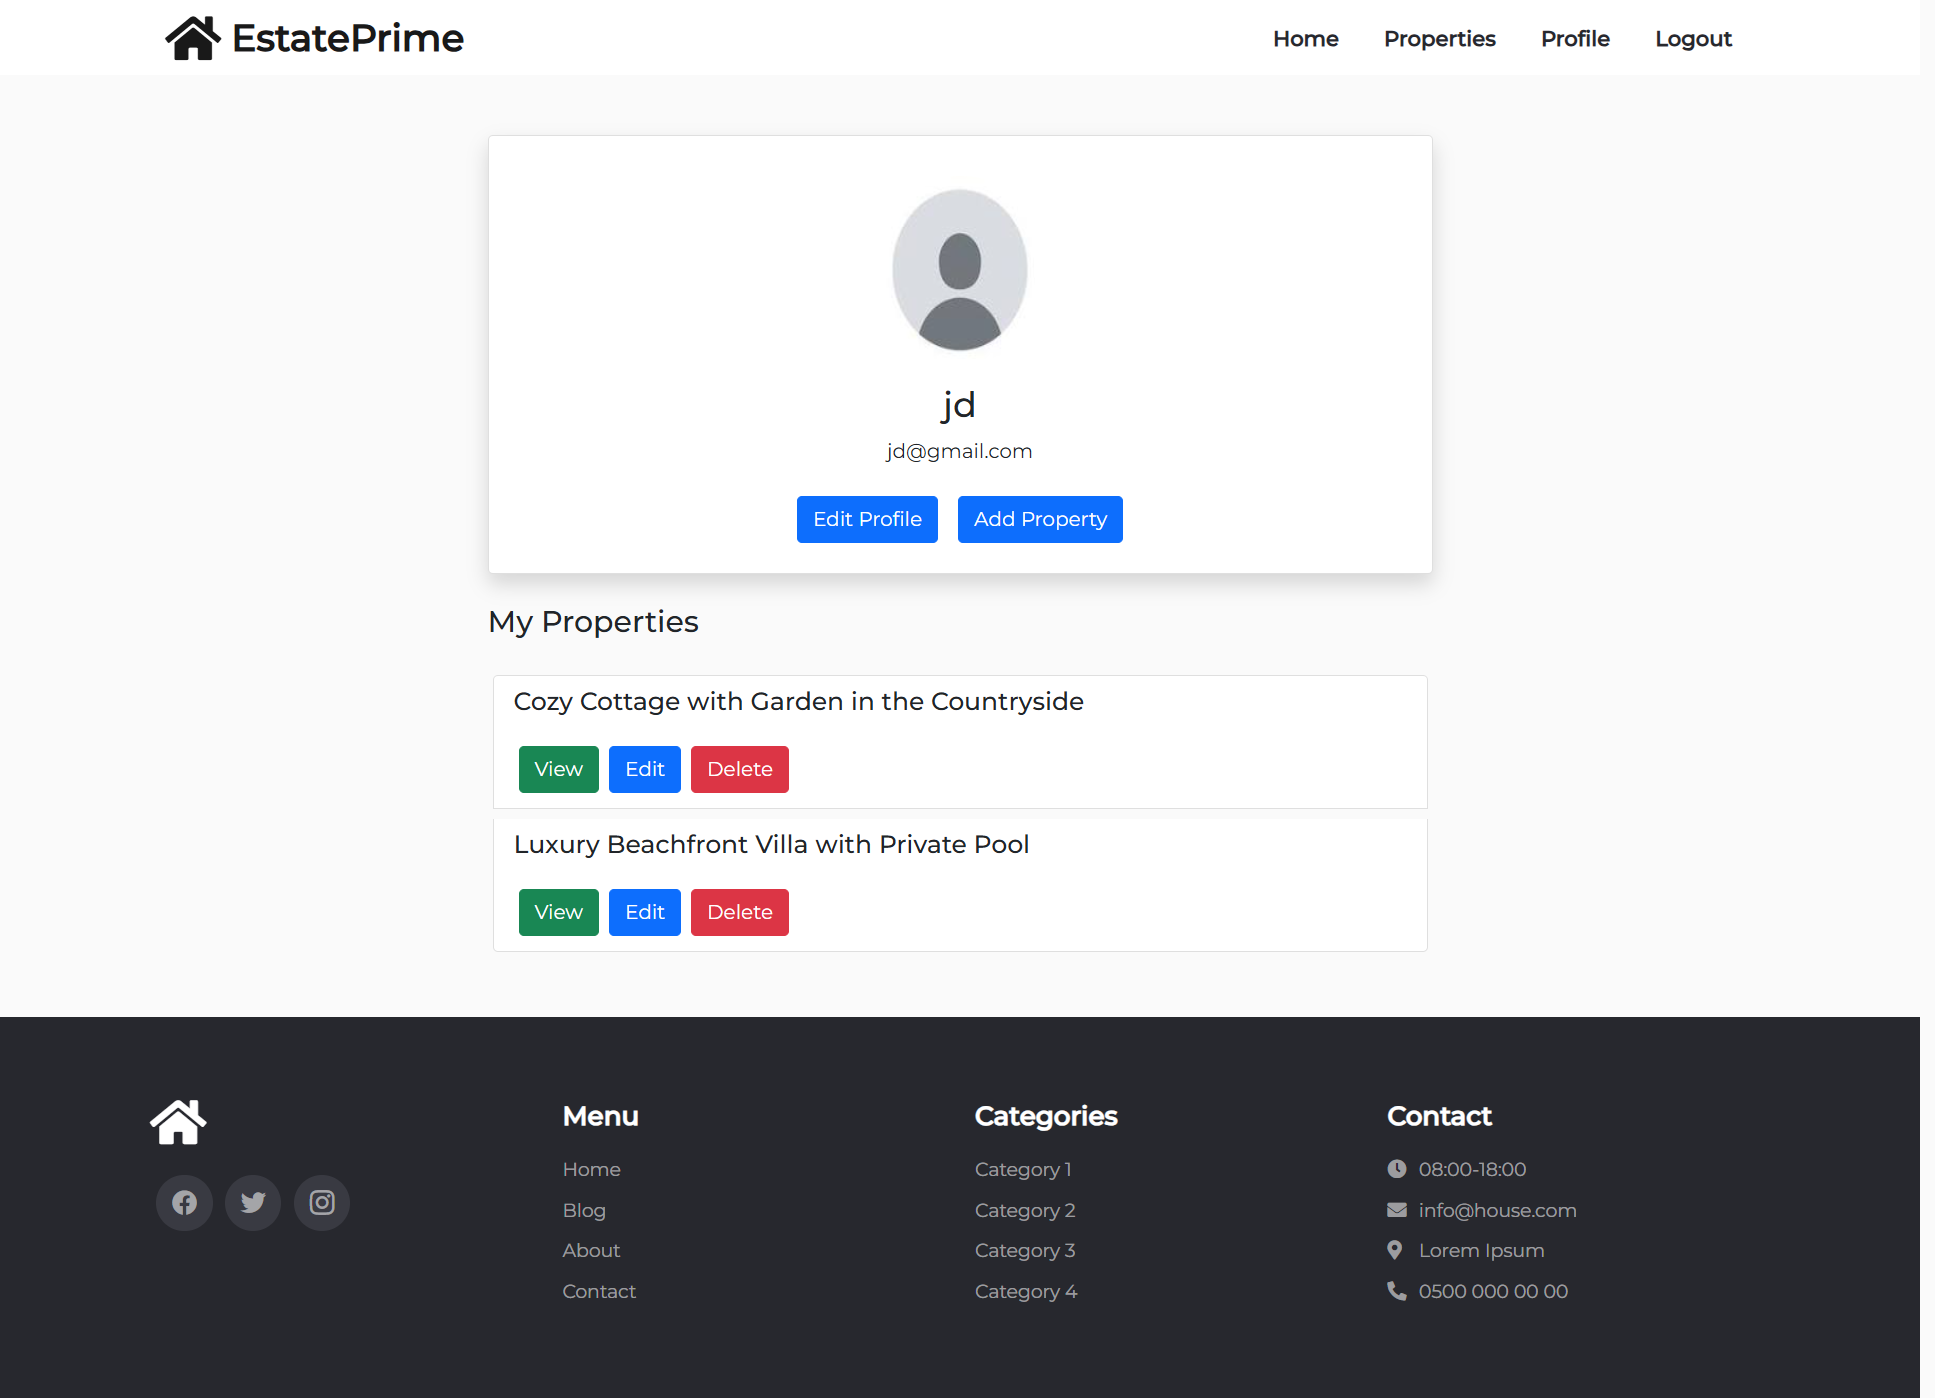 EstatePrime
Home Properties Profile Logout
jd
jd@gmail.com
Edit Profile Add Property
My Properties
Cozy Cottage with Garden in the Countryside
View Edit Delete
Luxury Beachfront Villa with Private Pool
View Edit Delete
Menu
Home
Blog
About
Contact
Categories
Category 1
Category 2
Category 3
Category 4
Contact
08:00-18:00
info@house.com
Lorem Ipsum
0500 000 00 00